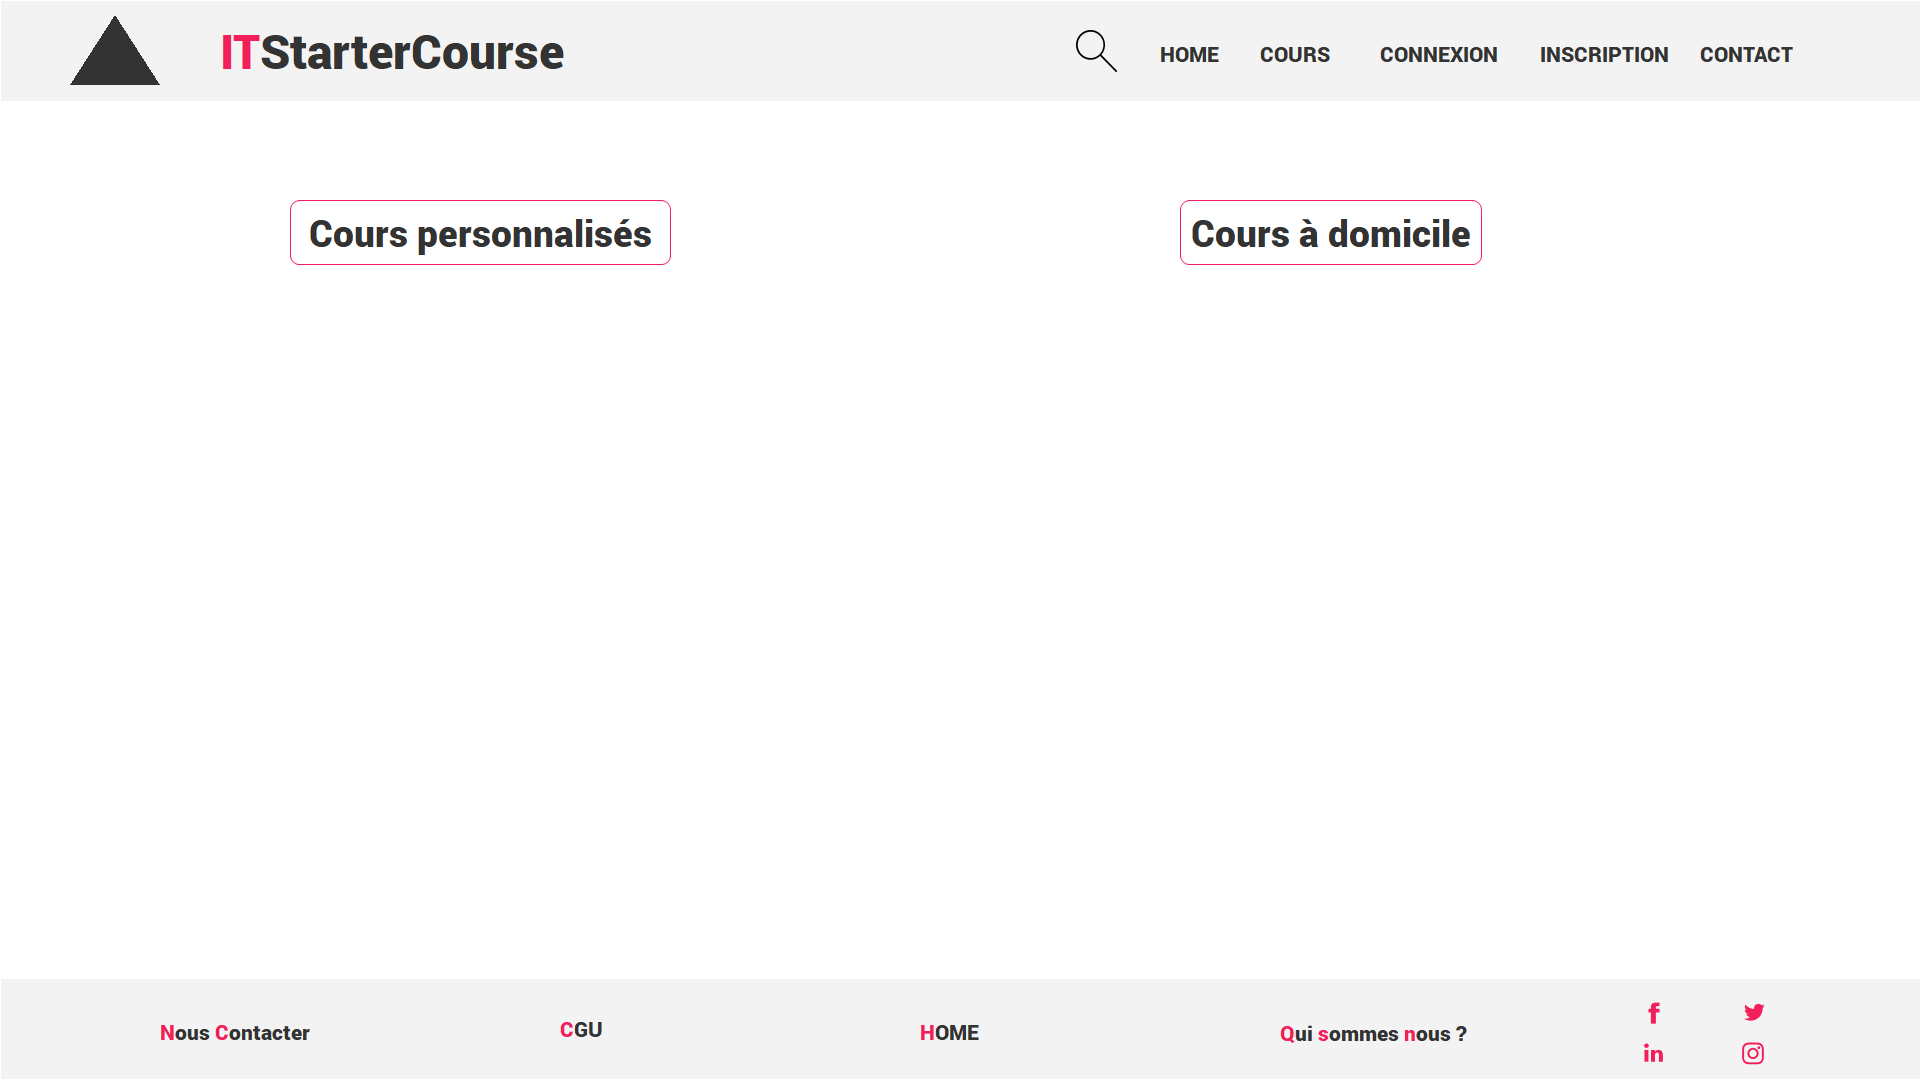 ITStarterCourse
HOME COURS CONNEXION INSCRIPTION CONTACT
Cours personnalisés
Cours à domicile
Nous Contacter
CGU
HOME
Qui sommes nous ?